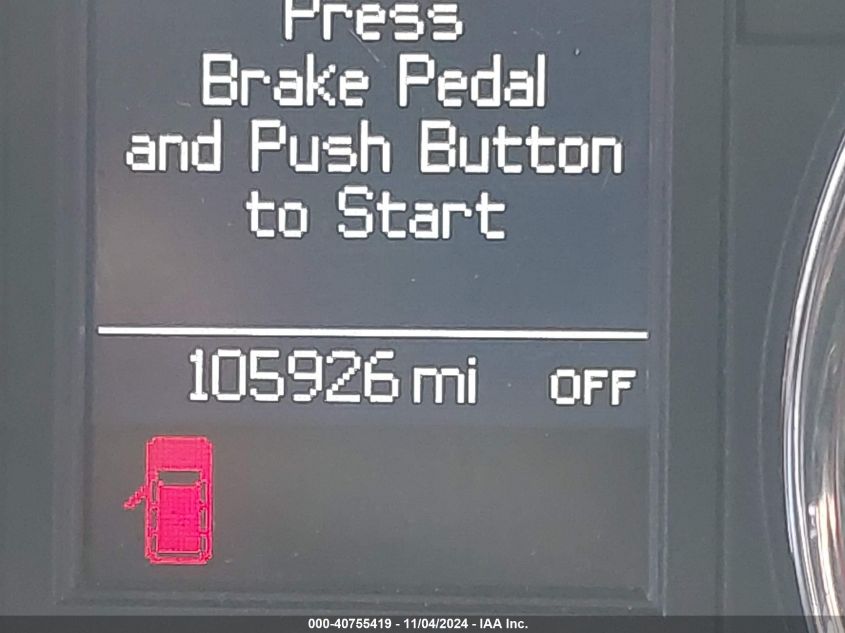 Press
Brake Pedal
and Push Button
to Start
105926 mi OFF
000-40755419 - 11/04/2024 - IAA Inc.